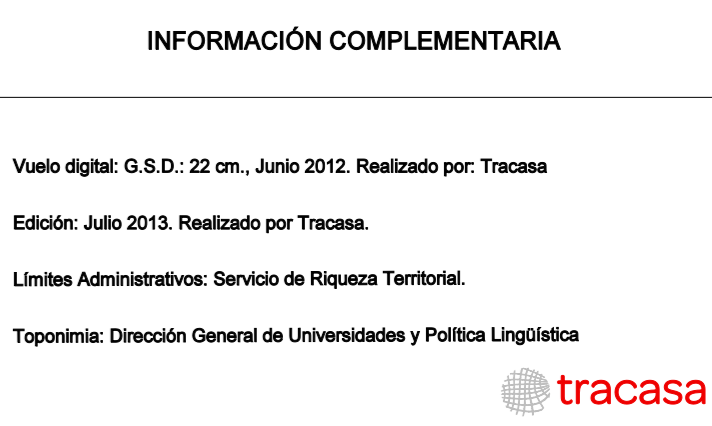 INFORMACIÓN COMPLEMENTARIA
Vuelo digital: G.S.D.: 22 cm., Junio 2012. Realizado por: Tracasa
Edición: Julio 2013. Realizado por Tracasa.
Límites Administrativos: Servicio de Riqueza Territorial.
Toponimia: Dirección General de Universidades y Política Lingüística
tracasa